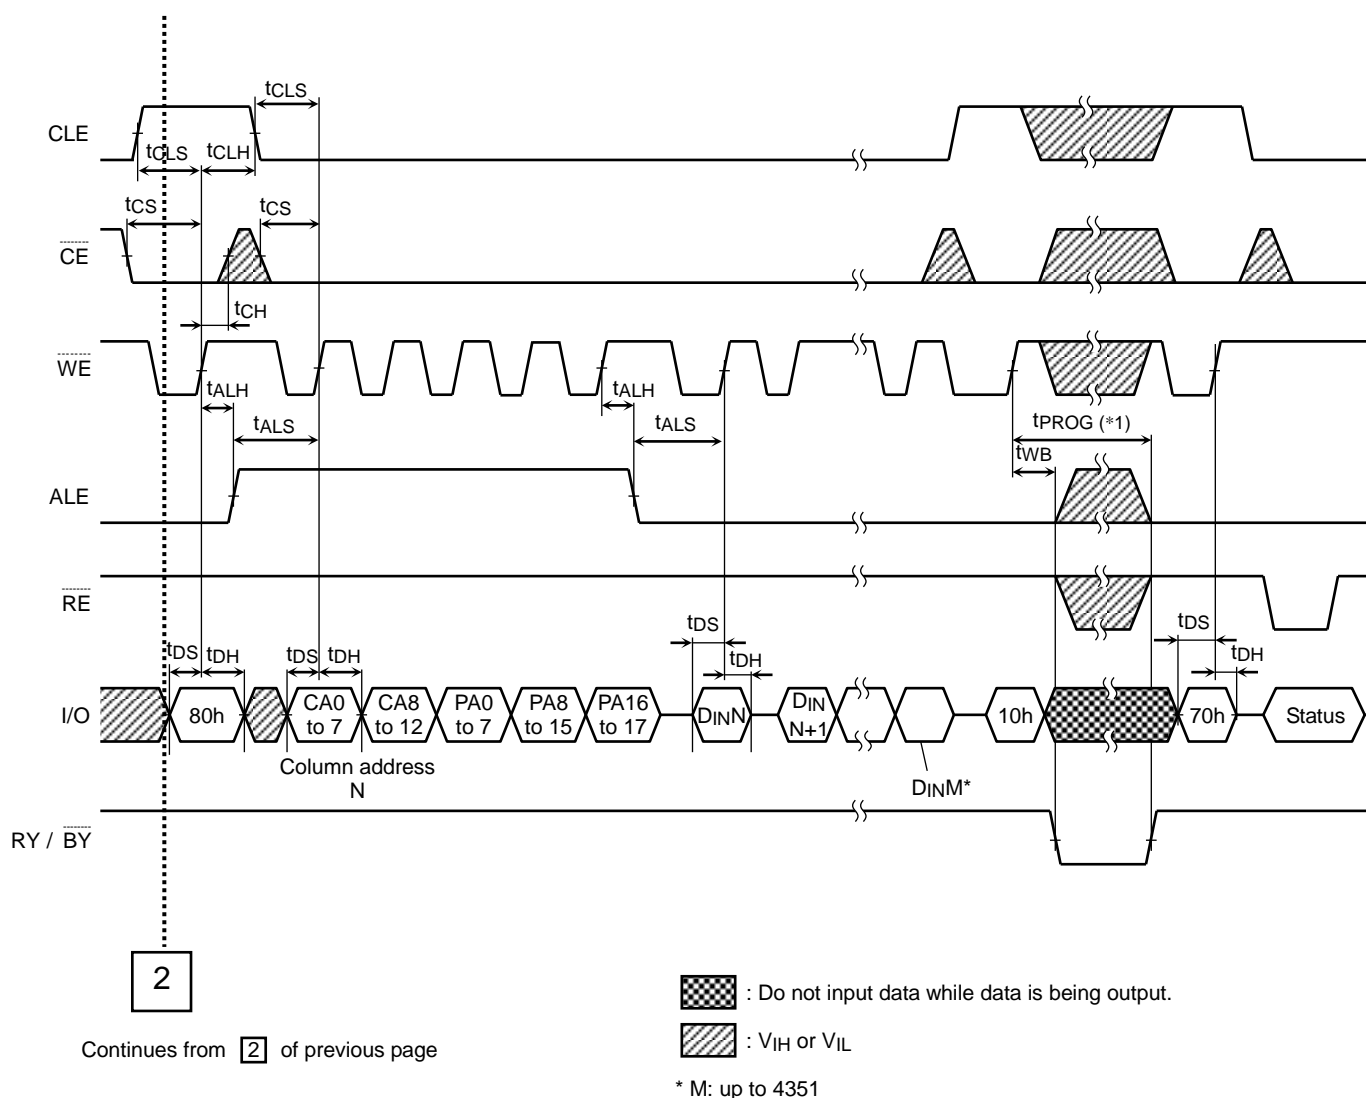 tCLS
CLE
tCLS tCLH
tCS tCS
CE
tCH
WE
tALH tALH
tALS tALS
tPROG (*1)
tWB
ALE
RE
tDS tDH tDS tDH tDS tDH tDS tDH
I/O
80h
CA0 to 7
CA8 to 12
PA0 to 7
PA8 to 15
PA16 to 17
DINN
DIN N+1
10h
70h
Status
Column address
N
DINM*
RY / BY
2
: Do not input data while data is being output.
: VIH or VIL
Continues from 2 of previous page
* M: up to 4351